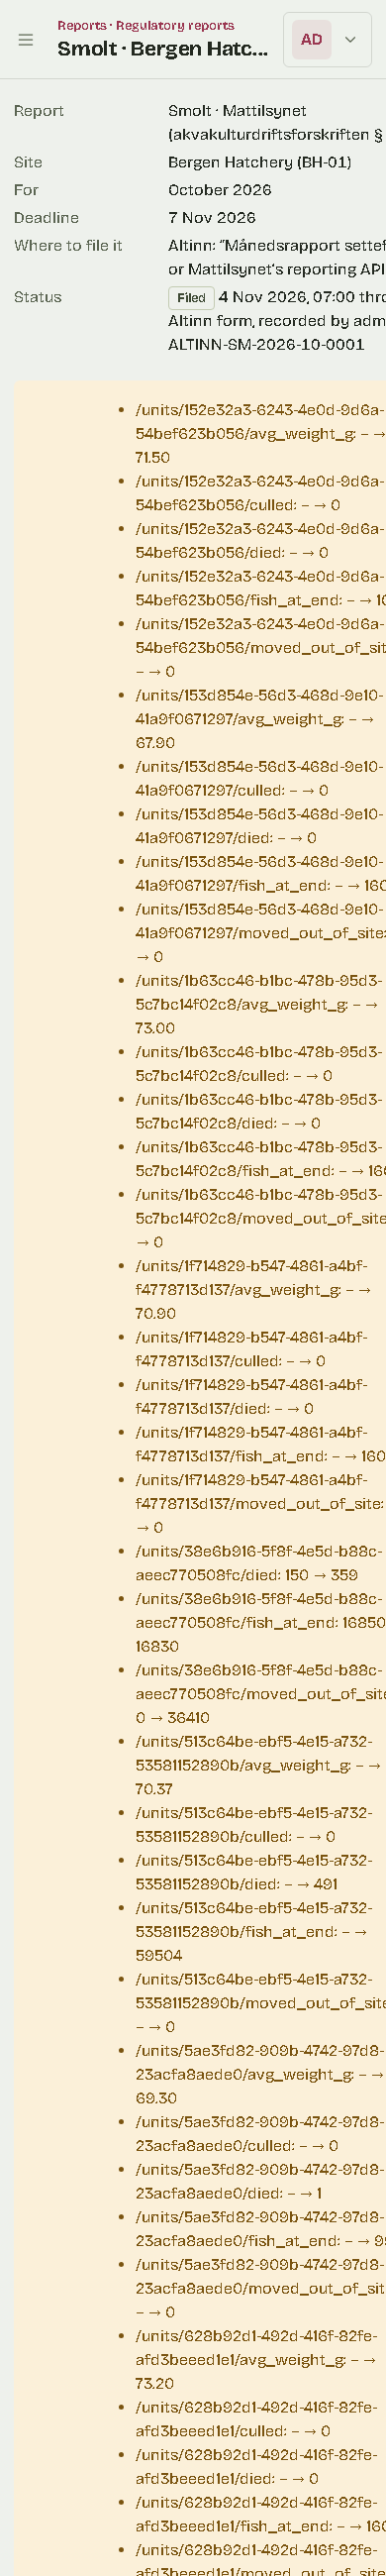 Reports · Regulatory reports
Smolt · Bergen Hatc...
AD
Report
Smolt · Mattilsynet
(akvakulturdriftsforskriften §
Site
Bergen Hatchery (BH-01)
For
October 2026
Deadline
7 Nov 2026
Where to file it
Altinn: "Månedsrapport settef
or Mattilsynet's reporting API
Status
Filed 4 Nov 2026, 07:00 thro
Altinn form, recorded by adm
ALTINN-SM-2026-10-0001
• /units/152e32a3-6243-4e0d-9d6a-
54bef623b056/avg_weight_g: – →
71.50
• /units/152e32a3-6243-4e0d-9d6a-
54bef623b056/culled: – → 0
• /units/152e32a3-6243-4e0d-9d6a-
54bef623b056/died: – → 0
• /units/152e32a3-6243-4e0d-9d6a-
54bef623b056/fish_at_end: – → 10
• /units/152e32a3-6243-4e0d-9d6a-
54bef623b056/moved_out_of_sit
– → 0
• /units/153d854e-56d3-468d-9e10-
41a9f0671297/avg_weight_g: – →
67.90
• /units/153d854e-56d3-468d-9e10-
41a9f0671297/culled: – → 0
• /units/153d854e-56d3-468d-9e10-
41a9f0671297/died: – → 0
• /units/153d854e-56d3-468d-9e10-
41a9f0671297/fish_at_end: – → 160
• /units/153d854e-56d3-468d-9e10-
41a9f0671297/moved_out_of_site:
→ 0
• /units/1b63cc46-b1bc-478b-95d3-
5c7bc14f02c8/avg_weight_g: – →
73.00
• /units/1b63cc46-b1bc-478b-95d3-
5c7bc14f02c8/culled: – → 0
• /units/1b63cc46-b1bc-478b-95d3-
5c7bc14f02c8/died: – → 0
• /units/1b63cc46-b1bc-478b-95d3-
5c7bc14f02c8/fish_at_end: – → 160
• /units/1b63cc46-b1bc-478b-95d3-
5c7bc14f02c8/moved_out_of_site
→ 0
• /units/1f714829-b547-4861-a4bf-
f4778713d137/avg_weight_g: – →
70.90
• /units/1f714829-b547-4861-a4bf-
f4778713d137/culled: – → 0
• /units/1f714829-b547-4861-a4bf-
f4778713d137/died: – → 0
• /units/1f714829-b547-4861-a4bf-
f4778713d137/fish_at_end: – → 160
• /units/1f714829-b547-4861-a4bf-
f4778713d137/moved_out_of_site:
→ 0
• /units/38e6b916-5f8f-4e5d-b88c-
aeec770508fc/died: 150 → 359
• /units/38e6b916-5f8f-4e5d-b88c-
aeec770508fc/fish_at_end: 16850
16830
• /units/38e6b916-5f8f-4e5d-b88c-
aeec770508fc/moved_out_of_site
0 → 36410
• /units/513c64be-ebf5-4e15-a732-
53581152890b/avg_weight_g: – →
70.37
• /units/513c64be-ebf5-4e15-a732-
53581152890b/culled: – → 0
• /units/513c64be-ebf5-4e15-a732-
53581152890b/died: – → 491
• /units/513c64be-ebf5-4e15-a732-
53581152890b/fish_at_end: – →
59504
• /units/513c64be-ebf5-4e15-a732-
53581152890b/moved_out_of_site
– → 0
• /units/5ae3fd82-909b-4742-97d8-
23acfa8aede0/avg_weight_g: – →
69.30
• /units/5ae3fd82-909b-4742-97d8-
23acfa8aede0/culled: – → 0
• /units/5ae3fd82-909b-4742-97d8-
23acfa8aede0/died: – → 1
• /units/5ae3fd82-909b-4742-97d8-
23acfa8aede0/fish_at_end: – → 99
• /units/5ae3fd82-909b-4742-97d8-
23acfa8aede0/moved_out_of_sit
– → 0
• /units/628b92d1-492d-416f-82fe-
afd3beeed1e1/avg_weight_g: – →
73.20
• /units/628b92d1-492d-416f-82fe-
afd3beeed1e1/culled: – → 0
• /units/628b92d1-492d-416f-82fe-
afd3beeed1e1/died: – → 0
• /units/628b92d1-492d-416f-82fe-
afd3beeed1e1/fish_at_end: – → 160
• /units/628b92d1-492d-416f-82fe-
afd3beeed1e1/moved_out_of_site